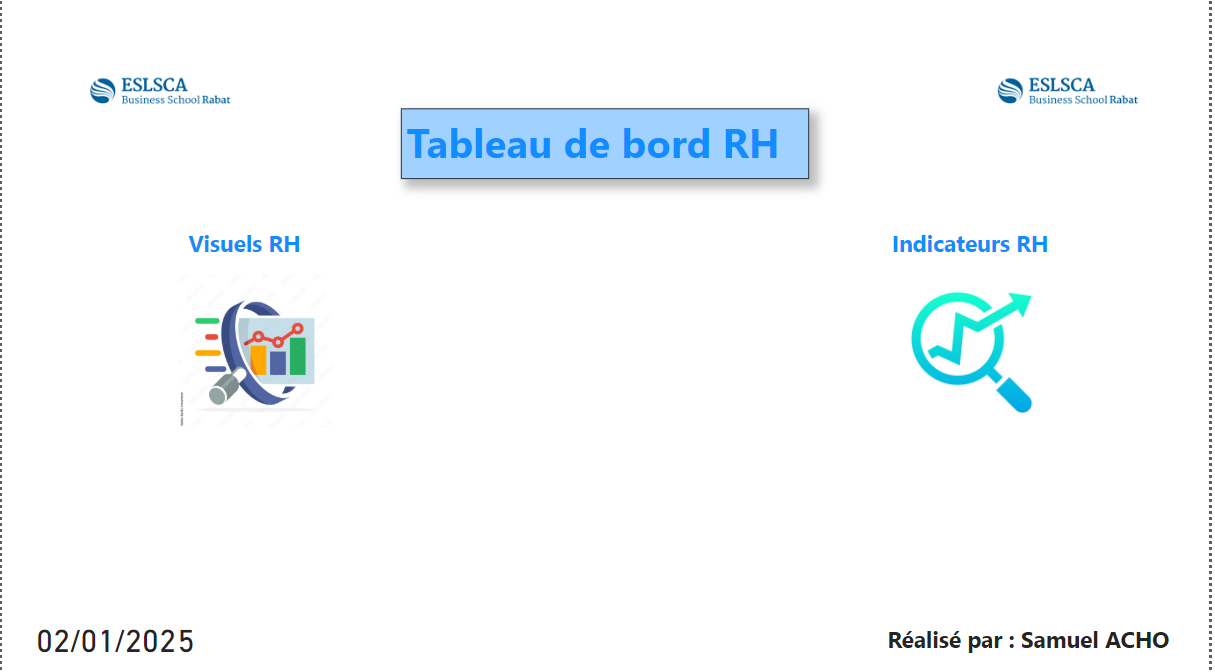 ESLSCA
Business School Rabat
ESLSCA
Business School Rabat
Tableau de bord RH
Visuels RH
Indicateurs RH
02/01/2025
Réalisé par : Samuel ACHO